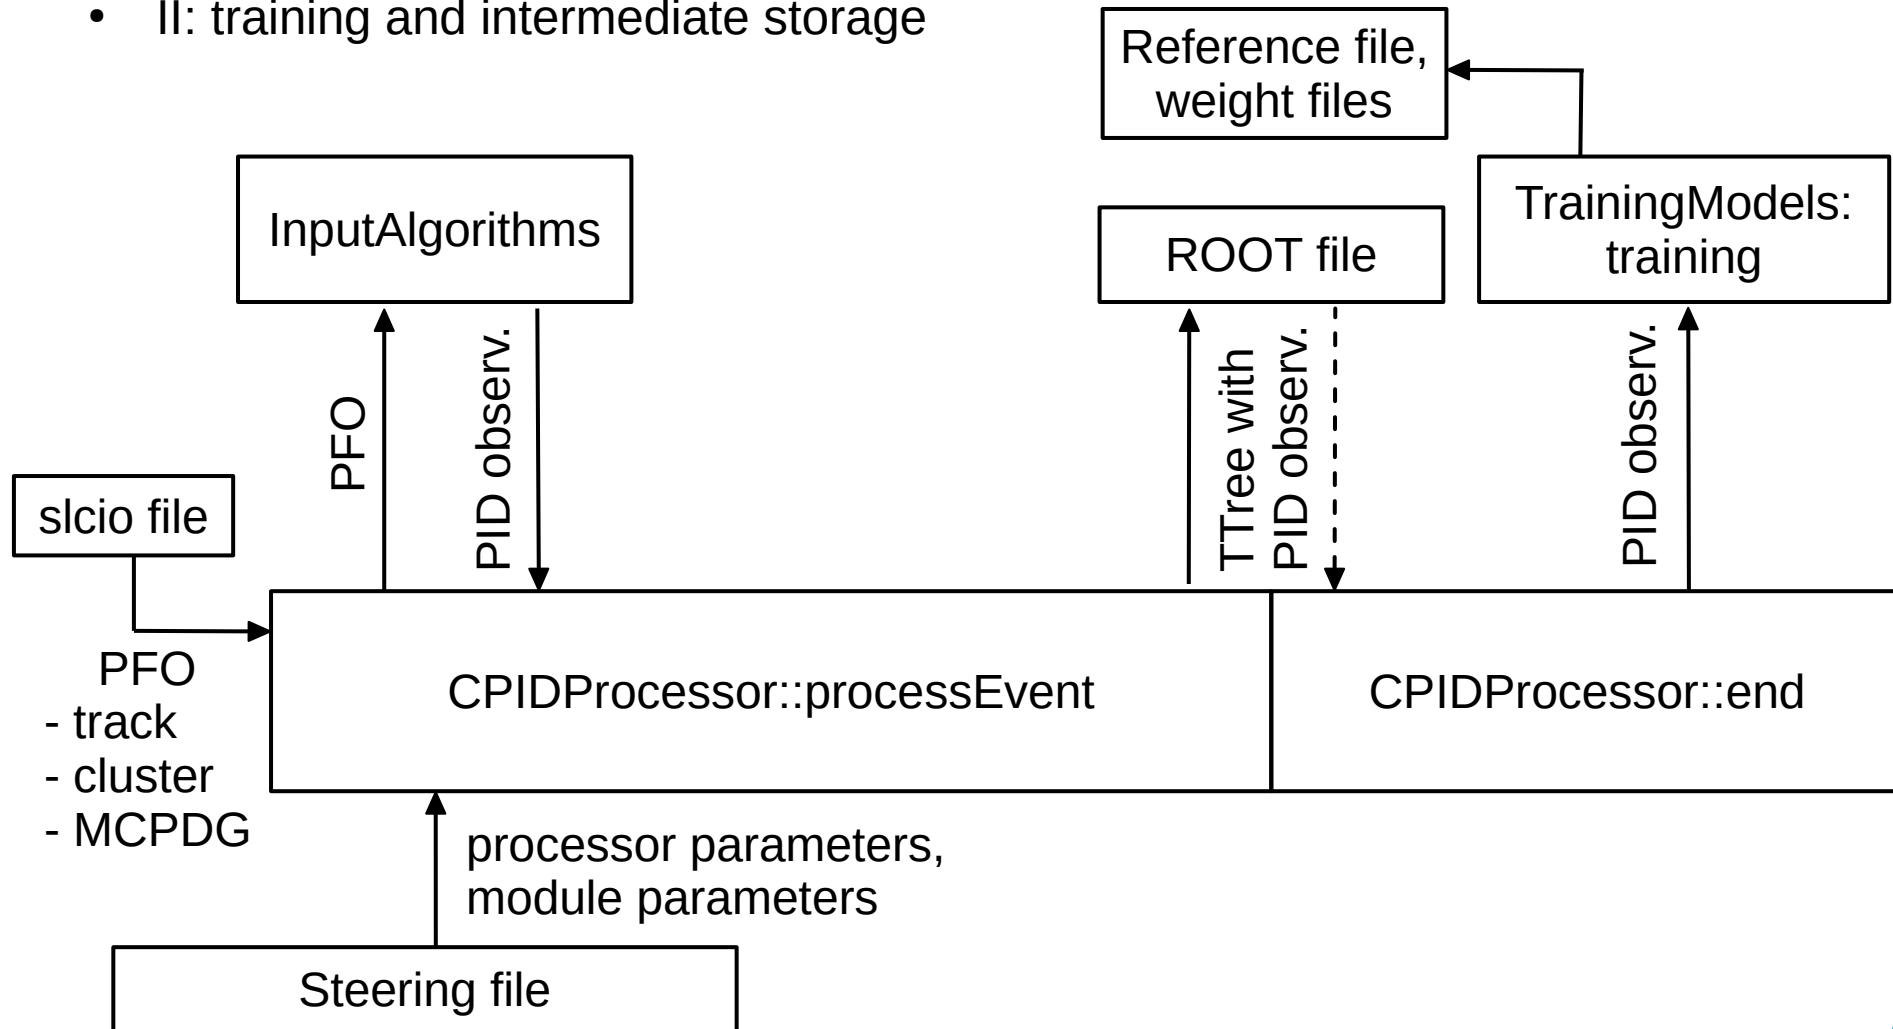 • II: training and intermediate storage
Reference file,
weight files
InputAlgorithms
ROOT file
TrainingModels:
training
PFO
PID observ.
TTree with
PID observ.
PID observ.
slcio file
PFO
- track
- cluster
- MCPDG
CPIDProcessor::processEvent
CPIDProcessor::end
processor parameters,
module parameters
Steering file